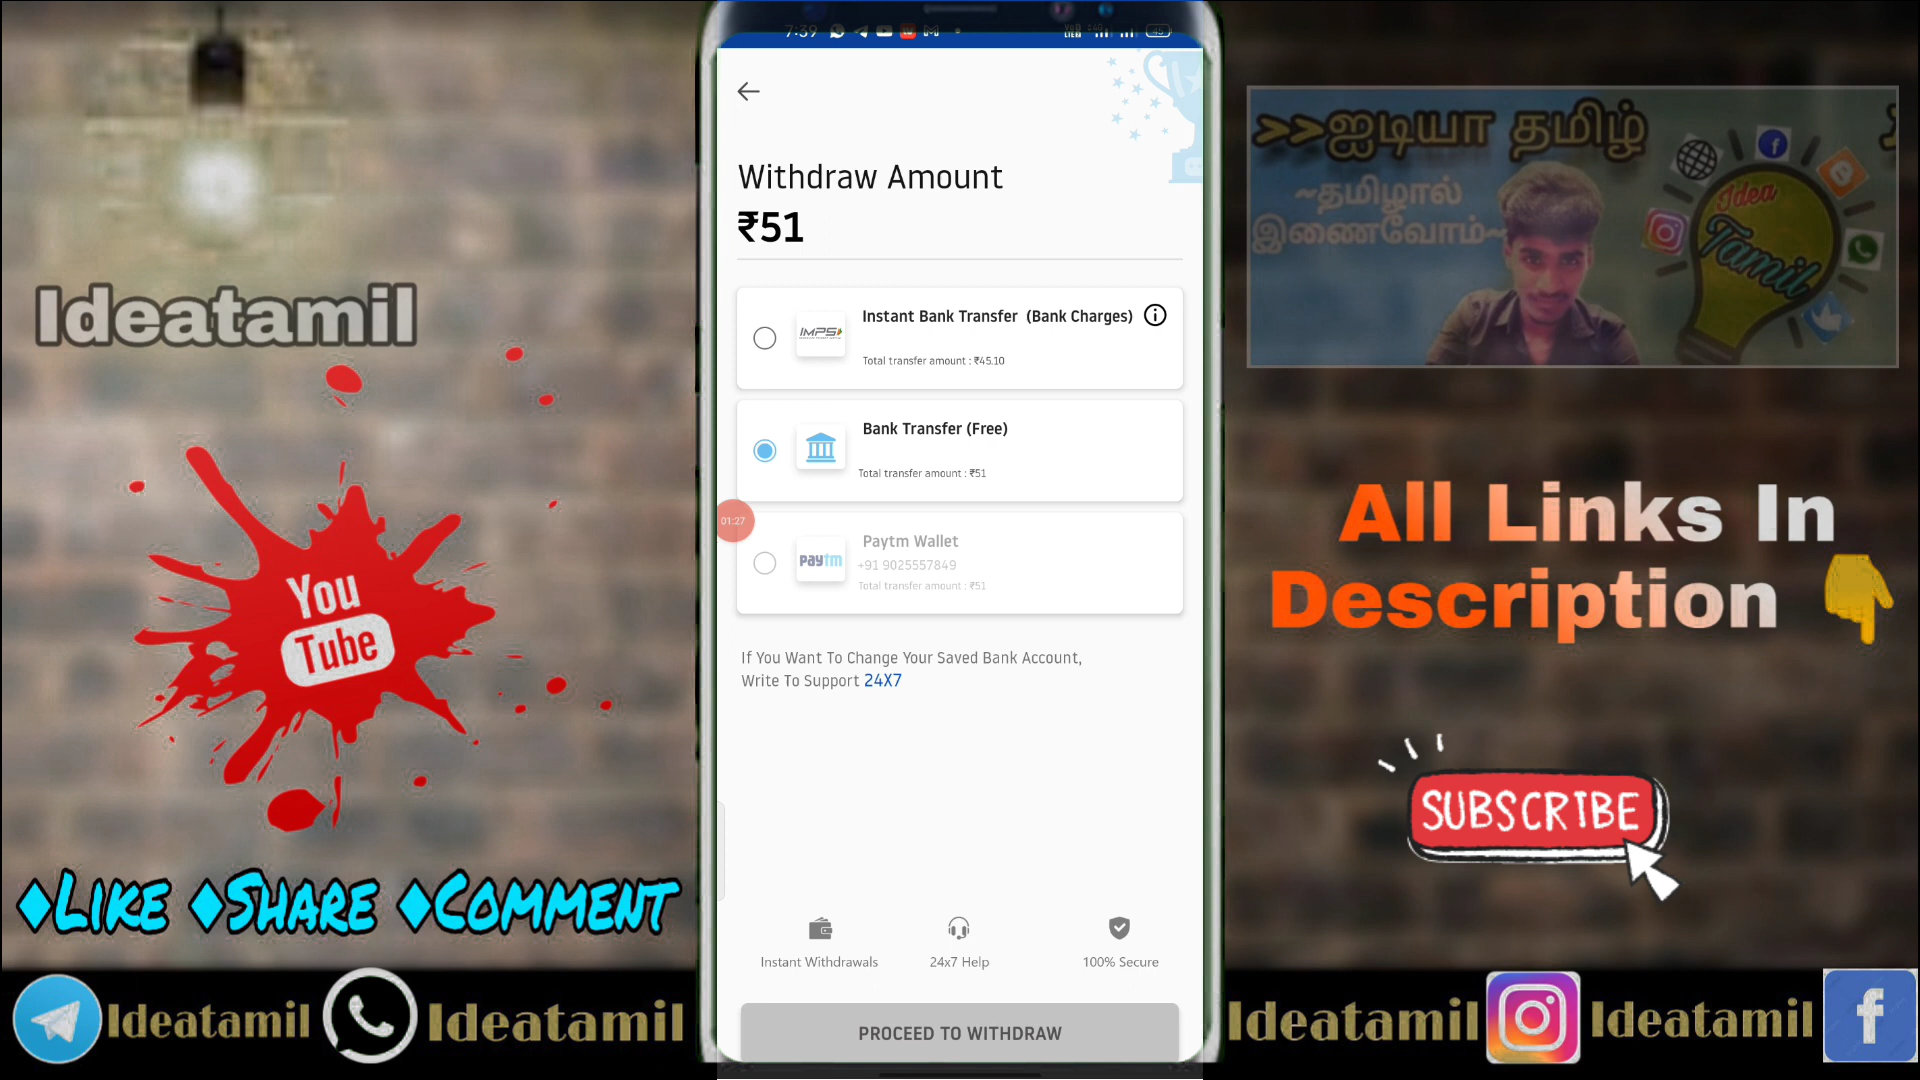 7:39
Withdraw Amount
₹51
IMPS
Instant Bank Transfer (Bank Charges)
Total transfer amount : ₹45.10
Bank Transfer (Free)
Total transfer amount : ₹51
01:27
paytm
Paytm Wallet
+91 9025557849
Total transfer amount : ₹51
If You Want To Change Your Saved Bank Account,
Write To Support 24X7
Instant Withdrawals
24x7 Help
100% Secure
PROCEED TO WITHDRAW
Ideatamil
You
Tube
♦LIKE ♦SHARE ♦COMMENT
>>ஐடியா தமிழ்
~தமிழால்
இணைவோம்~
Idea
Tamil
All Links In
Description 👇
SUBSCRIBE
Ideatamil
Ideatamil
Ideatamil
Ideatamil